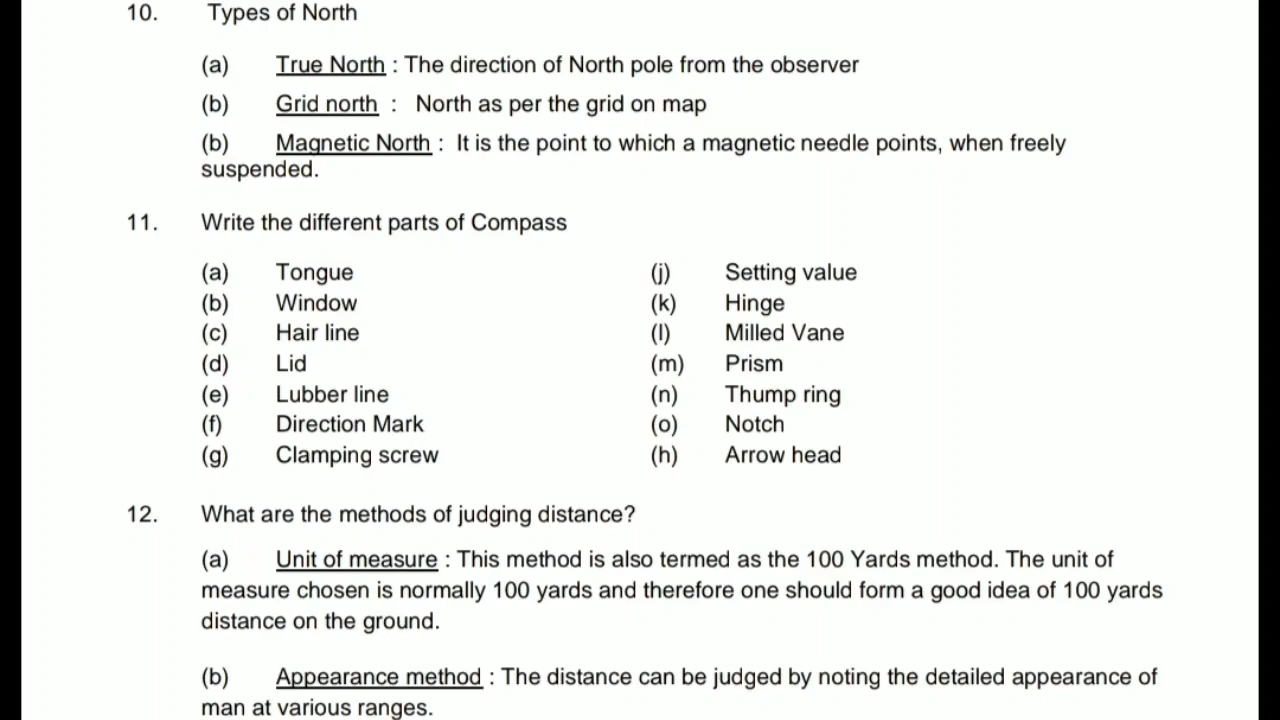 10. Types of North
(a) True North : The direction of North pole from the observer
(b) Grid north : North as per the grid on map
(b) Magnetic North : It is the point to which a magnetic needle points, when freely
suspended.
11. Write the different parts of Compass
(a) Tongue (j) Setting value
(b) Window (k) Hinge
(c) Hair line (l) Milled Vane
(d) Lid (m) Prism
(e) Lubber line (n) Thump ring
(f) Direction Mark (o) Notch
(g) Clamping screw (h) Arrow head
12. What are the methods of judging distance?
(a) Unit of measure : This method is also termed as the 100 Yards method. The unit of
measure chosen is normally 100 yards and therefore one should form a good idea of 100 yards
distance on the ground.
(b) Appearance method : The distance can be judged by noting the detailed appearance of
man at various ranges.